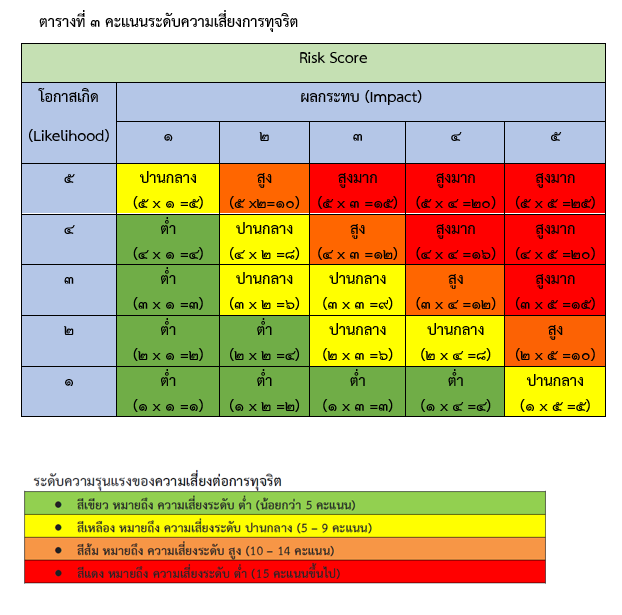 ตารางที่ ๓ คะแนนระดับความเสี่ยงการทุจริต
Risk Score
โอกาสเกิด
(Likelihood)
ผลกระทบ (Impact)
๑ ๒ ๓ ๔ ๕
๕ ปานกลาง สูง สูงมาก สูงมาก สูงมาก
(๕ x ๑ =๕) (๕ x๒=๑๐) (๕ x ๓ =๑๕) (๕ x ๔ =๒๐) (๕ x ๕ =๒๕)
๔ ต่ำ ปานกลาง สูง สูงมาก สูงมาก
(๔ x ๑ =๔) (๔ x ๒ =๘) (๔ x ๓ =๑๒) (๔ x ๔ =๑๖) (๔ x ๕ =๒๐)
๓ ต่ำ ปานกลาง ปานกลาง สูง สูงมาก
(๓ x ๑ =๓) (๓ x ๒ =๖) (๓ x ๓ =๙) (๓ x ๔ =๑๒) (๓ x ๕ =๑๕)
๒ ต่ำ ต่ำ ปานกลาง ปานกลาง สูง
(๒ x ๑ =๒) (๒ x ๒ =๔) (๒ x ๓ =๖) (๒ x ๔ =๘) (๒ x ๕ =๑๐)
๑ ต่ำ ต่ำ ต่ำ ต่ำ ปานกลาง
(๑ x ๑ =๑) (๑ x ๒ =๒) (๑ x ๓ =๓) (๑ x ๔ =๔) (๑ x ๕ =๕)
ระดับความรุนแรงของความเสี่ยงต่อการทุจริต
• สีเขียว หมายถึง ความเสี่ยงระดับ ต่ำ (น้อยกว่า 5 คะแนน)
• สีเหลือง หมายถึง ความเสี่ยงระดับ ปานกลาง (5 – 9 คะแนน)
• สีส้ม หมายถึง ความเสี่ยงระดับ สูง (10 – 14 คะแนน)
• สีแดง หมายถึง ความเสี่ยงระดับ ต่ำ (15 คะแนนขึ้นไป)